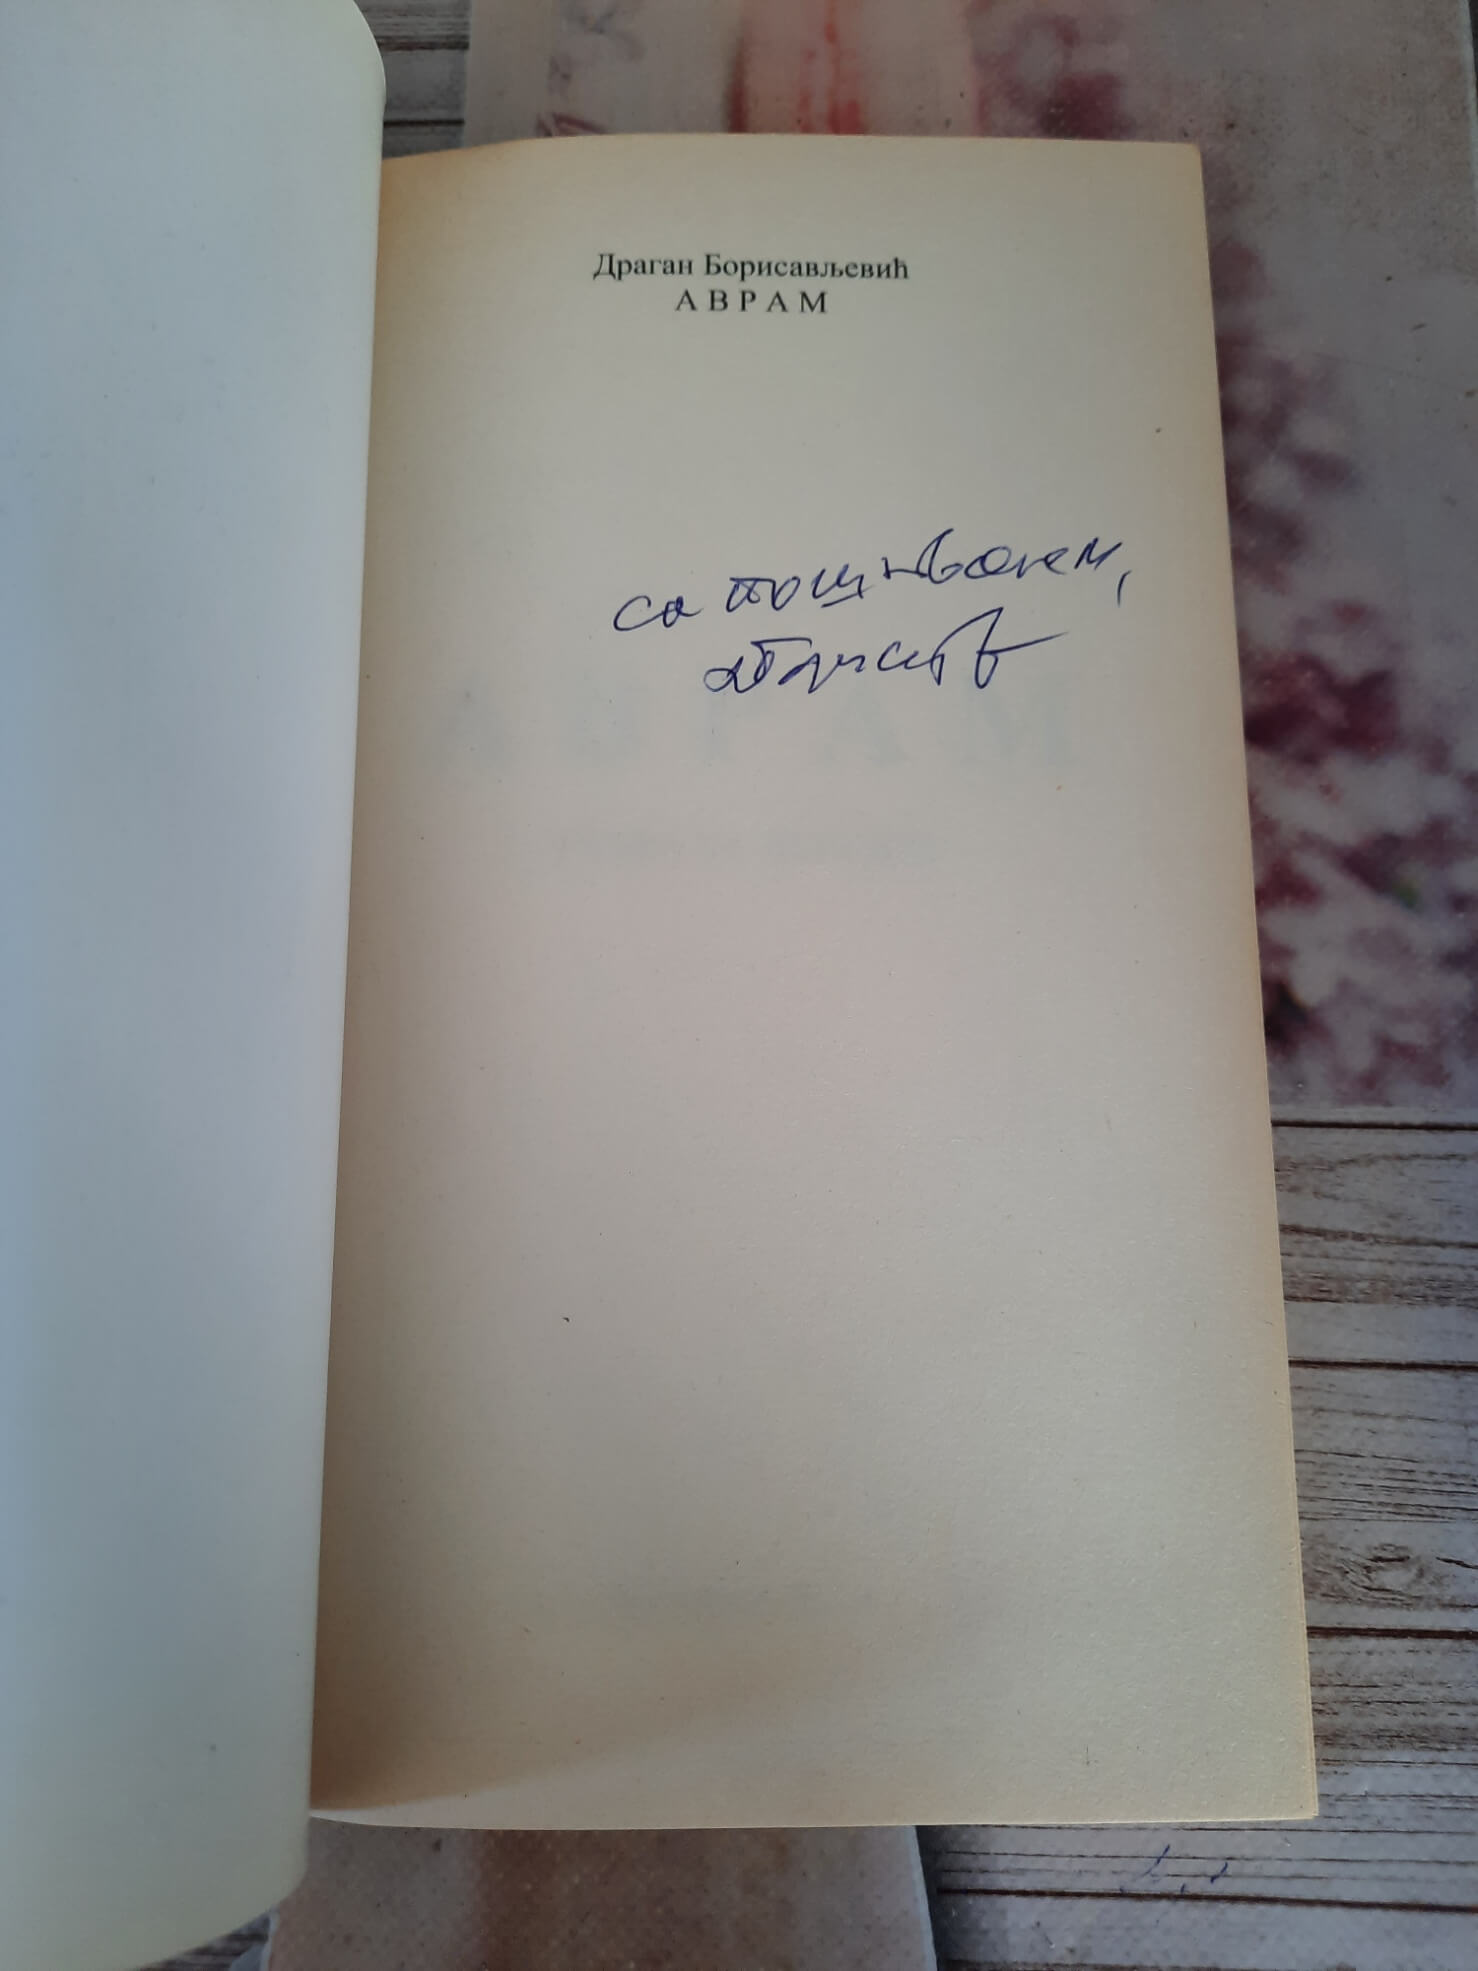 Драган Борисављевић
АВРАМ
са поштовањем,